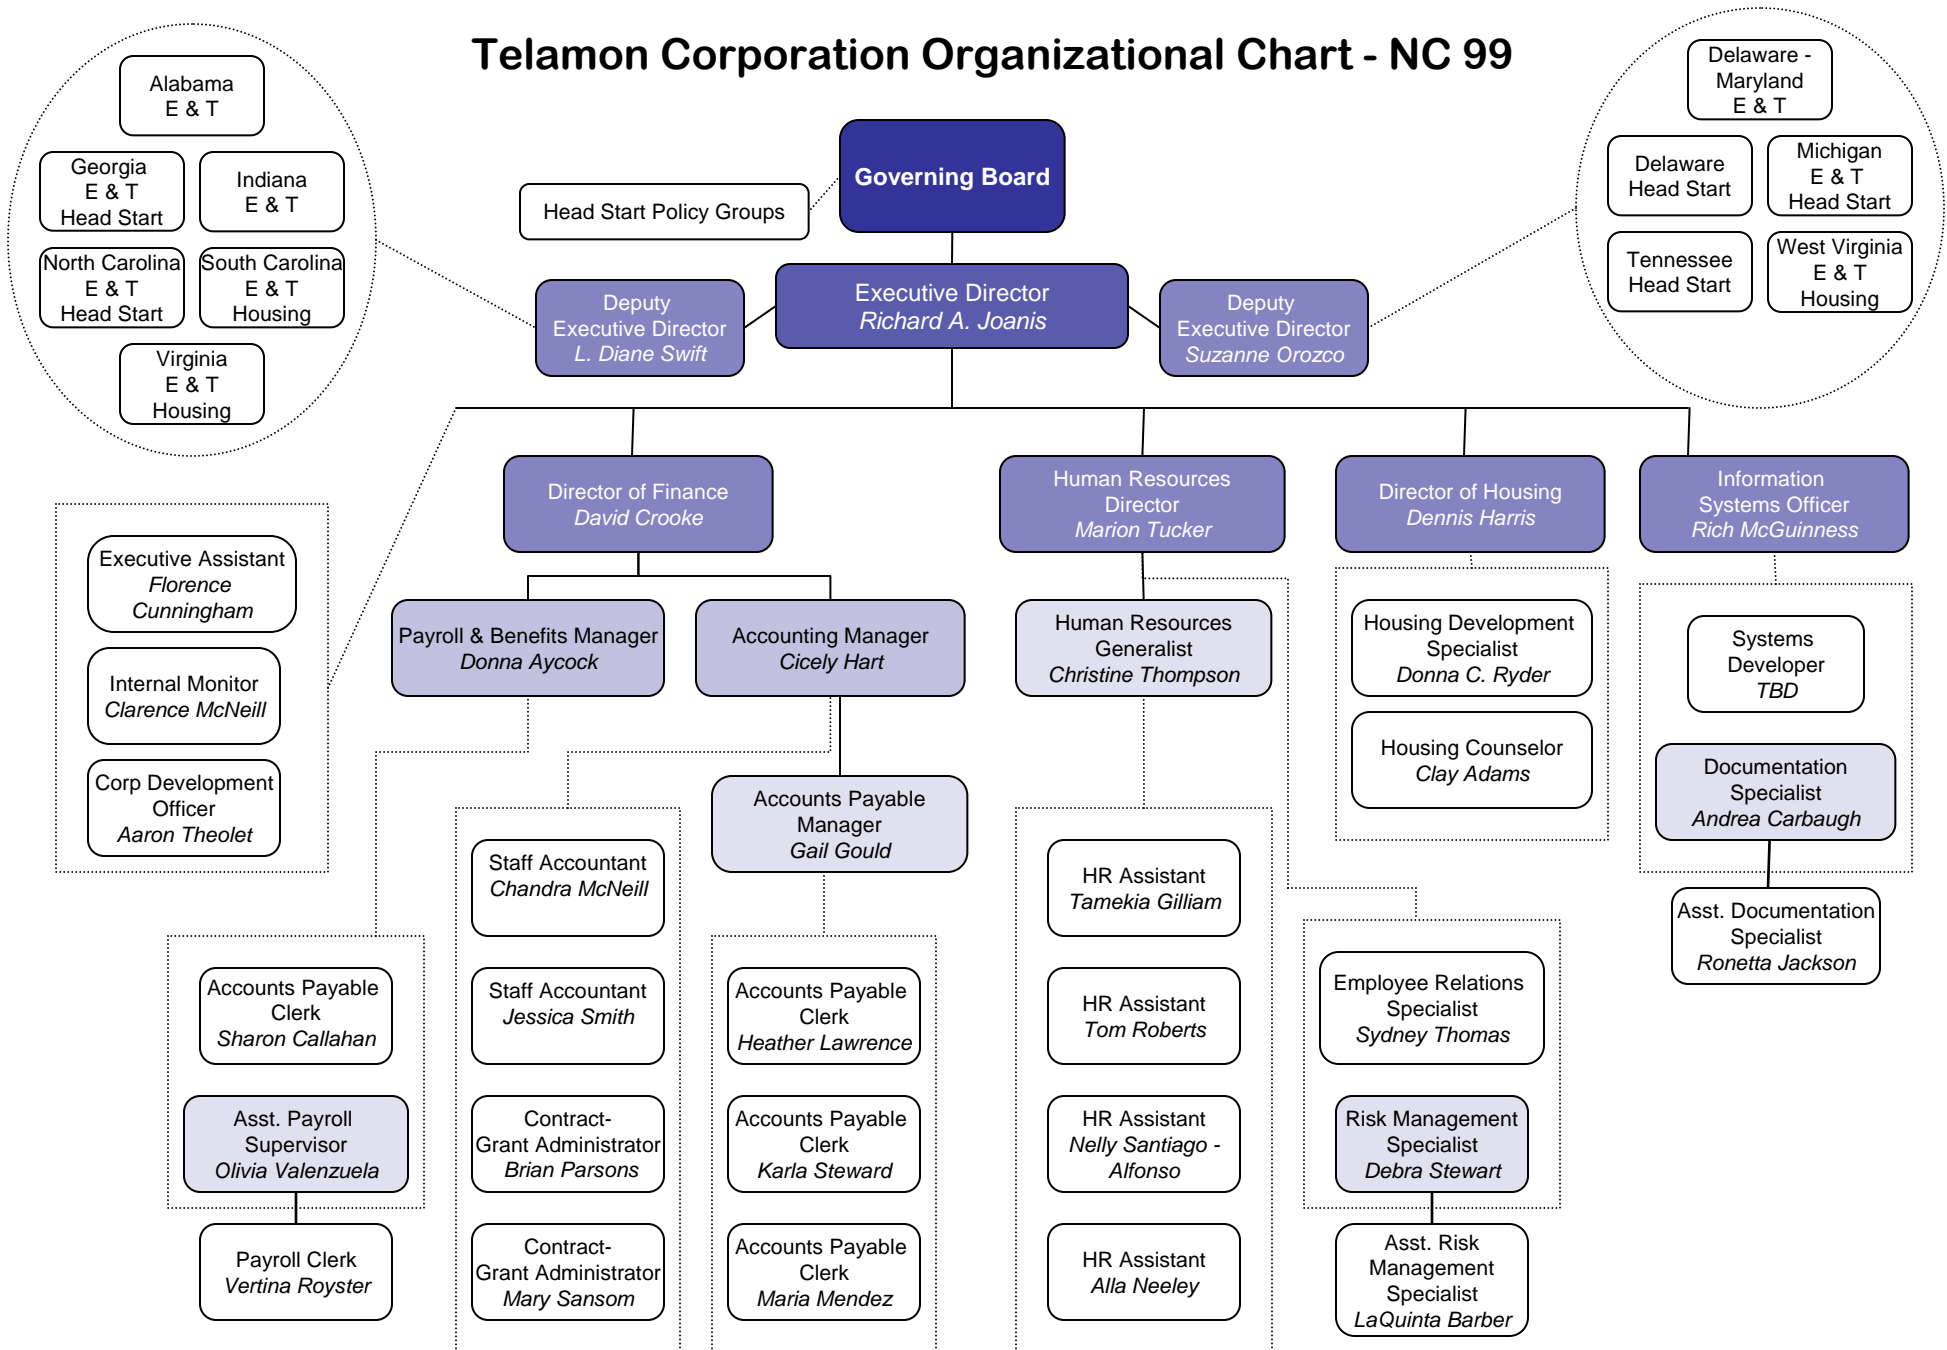 Telamon Corporation Organizational Chart - NC 99
Alabama
E & T
Georgia
E & T
Head Start
Indiana
E & T
North Carolina
E & T
Head Start
South Carolina
E & T
Housing
Virginia
E & T
Housing
Delaware -
Maryland
E & T
Delaware
Head Start
Michigan
E & T
Head Start
Tennessee
Head Start
West Virginia
E & T
Housing
Governing Board
Head Start Policy Groups
Executive Director
Richard A. Joanis
Deputy
Executive Director
L. Diane Swift
Deputy
Executive Director
Suzanne Orozco
Director of Finance
David Crooke
Human Resources
Director
Marion Tucker
Director of Housing
Dennis Harris
Information
Systems Officer
Rich McGuinness
Executive Assistant
Florence
Cunningham
Internal Monitor
Clarence McNeill
Corp Development
Officer
Aaron Theolet
Payroll & Benefits Manager
Donna Aycock
Accounting Manager
Cicely Hart
Human Resources
Generalist
Christine Thompson
Housing Development
Specialist
Donna C. Ryder
Housing Counselor
Clay Adams
Systems
Developer
TBD
Documentation
Specialist
Andrea Carbaugh
Asst. Documentation
Specialist
Ronetta Jackson
Accounts Payable
Manager
Gail Gould
Accounts Payable
Clerk
Sharon Callahan
Asst. Payroll
Supervisor
Olivia Valenzuela
Payroll Clerk
Vertina Royster
Staff Accountant
Chandra McNeill
Staff Accountant
Jessica Smith
Contract-
Grant Administrator
Brian Parsons
Contract-
Grant Administrator
Mary Sansom
Accounts Payable
Clerk
Heather Lawrence
Accounts Payable
Clerk
Karla Steward
Accounts Payable
Clerk
Maria Mendez
HR Assistant
Tamekia Gilliam
HR Assistant
Tom Roberts
HR Assistant
Nelly Santiago -
Alfonso
HR Assistant
Alla Neeley
Employee Relations
Specialist
Sydney Thomas
Risk Management
Specialist
Debra Stewart
Asst. Risk
Management
Specialist
LaQuinta Barber